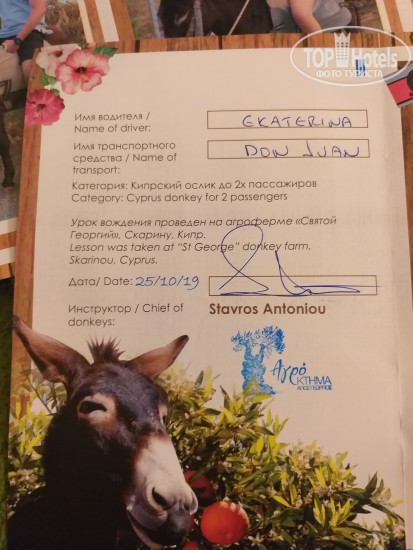 TOP Hotels
ФОТО ТУРИСТА
Имя водителя /
Name of driver:
EKATERINA
Имя транспортного
средства / Name of
transport:
DON JUAN
Категория: Кипрский ослик до 2х пассажиров
Category: Cyprus donkey for 2 passengers
Урок вождения проведен на агроферме «Святой
Георгий», Скарину, Кипр.
Lesson was taken at "St George" donkey farm,
Skarinou, Cyprus.
Дата/ Date: 25/10/19
Инструктор / Chief of
donkeys:
Stavros Antoniou
Αγρό
ΚΤΗΜΑ